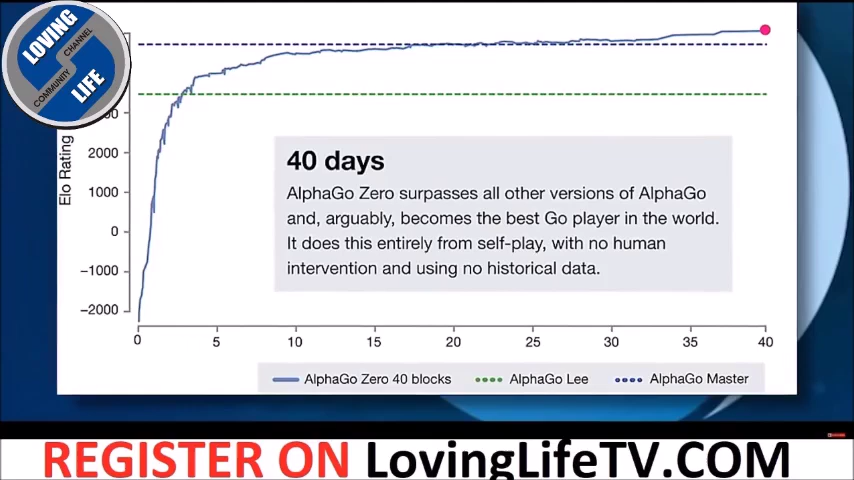 LOVING
CHANNEL
COMMUNITY
LIFE
Elo Rating
00
2000
1000
0
−1000
−2000
40 days
AlphaGo Zero surpasses all other versions of AlphaGo
and, arguably, becomes the best Go player in the world.
It does this entirely from self-play, with no human
intervention and using no historical data.
0 5 10 15 20 25 30 35 40
AlphaGo Zero 40 blocks AlphaGo Lee AlphaGo Master
REGISTER ON LovingLifeTV.COM